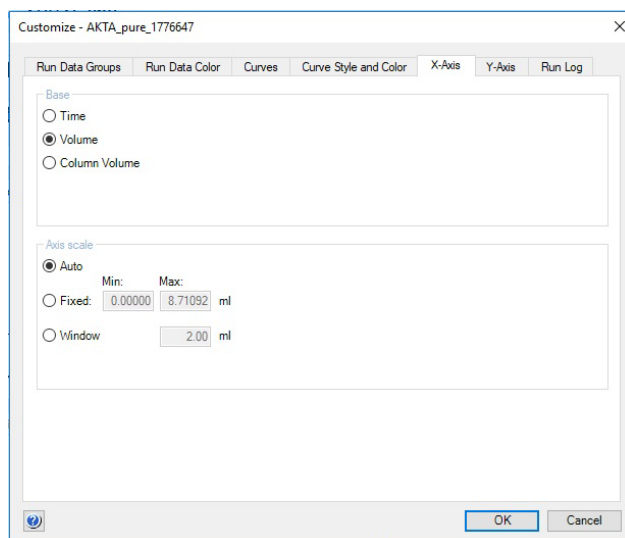 Customize - AKTA_pure_1776647
Run Data Groups Run Data Color Curves Curve Style and Color X-Axis Y-Axis Run Log
Base
Time
Volume
Column Volume
Axis scale
Auto
Min: Max:
Fixed: 0.00000 8.71092 ml
Window 2.00 ml
OK Cancel